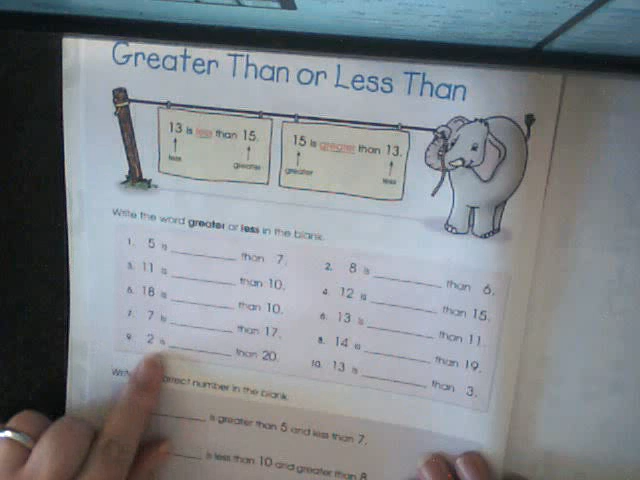 Greater Than or Less Than
13 is less than 15.
less
greater
15 is greater than 13.
greater
less
Write the word greater or less in the blank.
1. 5 is ________ than 7.
2. 8 is ________ than 6.
3. 11 is ________ than 10.
4. 12 is ________ than 15.
5. 18 is ________ than 10.
6. 13 is ________ than 11.
7. 7 is ________ than 17.
8. 14 is ________ than 19.
9. 2 is ________ than 20.
10. 13 is ________ than 3.
number in the blank.
________ is greater than 5 and less than 7.
________ is less than 10 and greater than 8